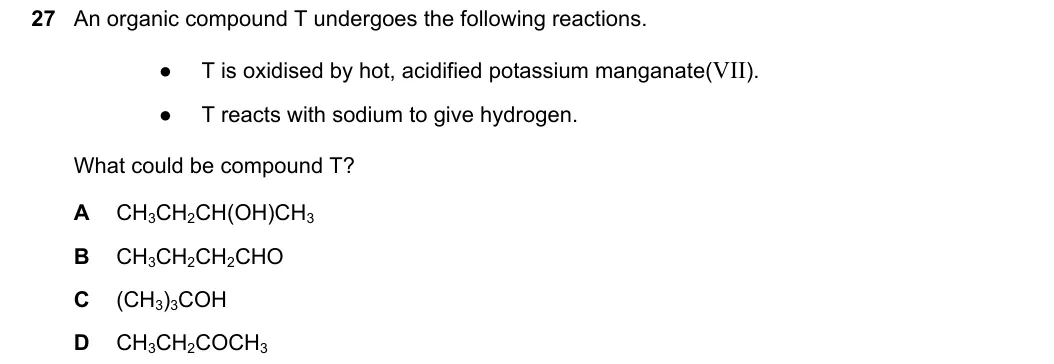 27 An organic compound T undergoes the following reactions.
● T is oxidised by hot, acidified potassium manganate(VII).
● T reacts with sodium to give hydrogen.
What could be compound T?
A CH₃CH₂CH(OH)CH₃
B CH₃CH₂CH₂CHO
C (CH₃)₃COH
D CH₃CH₂COCH₃